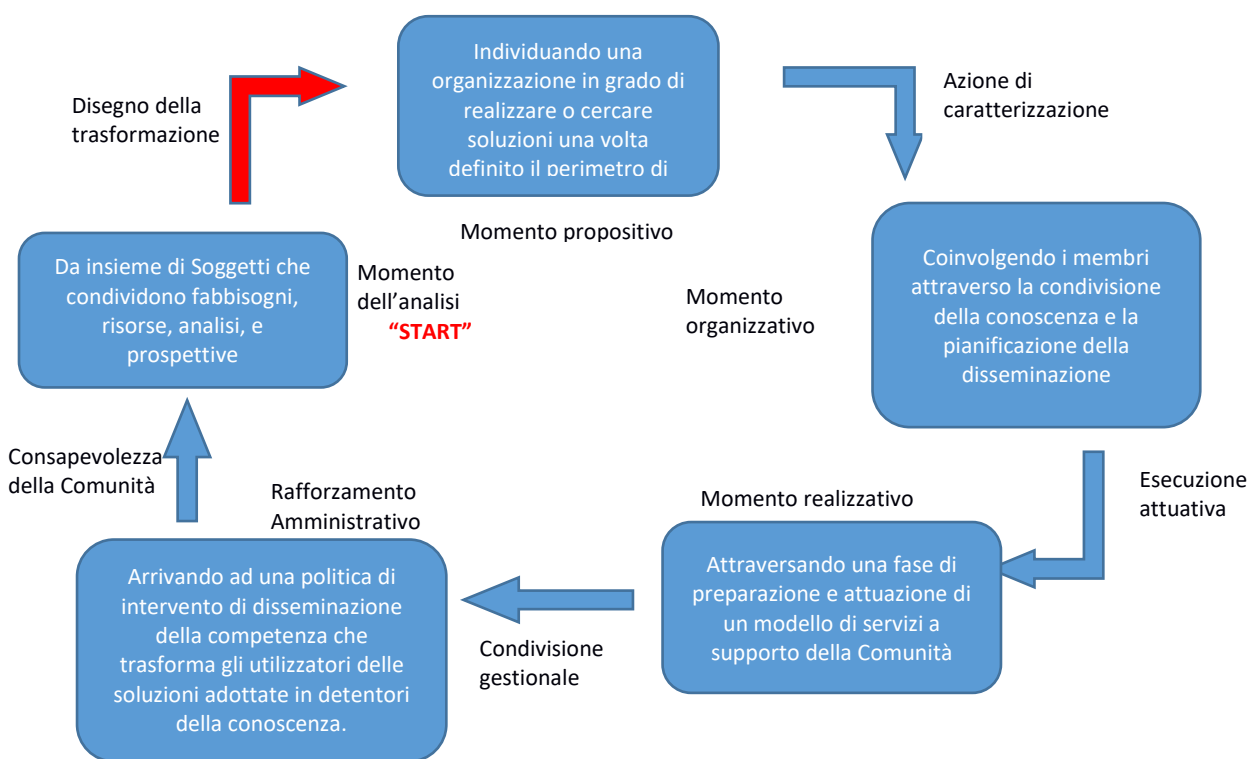 Disegno della
trasformazione
Individuando una
organizzazione in grado di
realizzare o cercare
soluzioni una volta
definito il perimetro di
Azione di
caratterizzazione
Momento propositivo
Da insieme di Soggetti che
condividono fabbisogni,
risorse, analisi, e
prospettive
Momento
dell’analisi
“START”
Momento
organizzativo
Coinvolgendo i membri
attraverso la condivisione
della conoscenza e la
pianificazione della
disseminazione
Consapevolezza
della Comunità
Rafforzamento
Amministrativo
Momento realizzativo
Esecuzione
attuativa
Arrivando ad una politica di
intervento di disseminazione
della competenza che
trasforma gli utilizzatori delle
soluzioni adottate in detentori
della conoscenza.
Condivisione
gestionale
Attraversando una fase di
preparazione e attuazione di
un modello di servizi a
supporto della Comunità